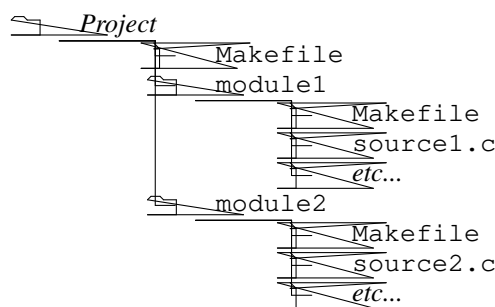 Project
Makefile
module1
Makefile
source1.c
etc...
module2
Makefile
source2.c
etc...